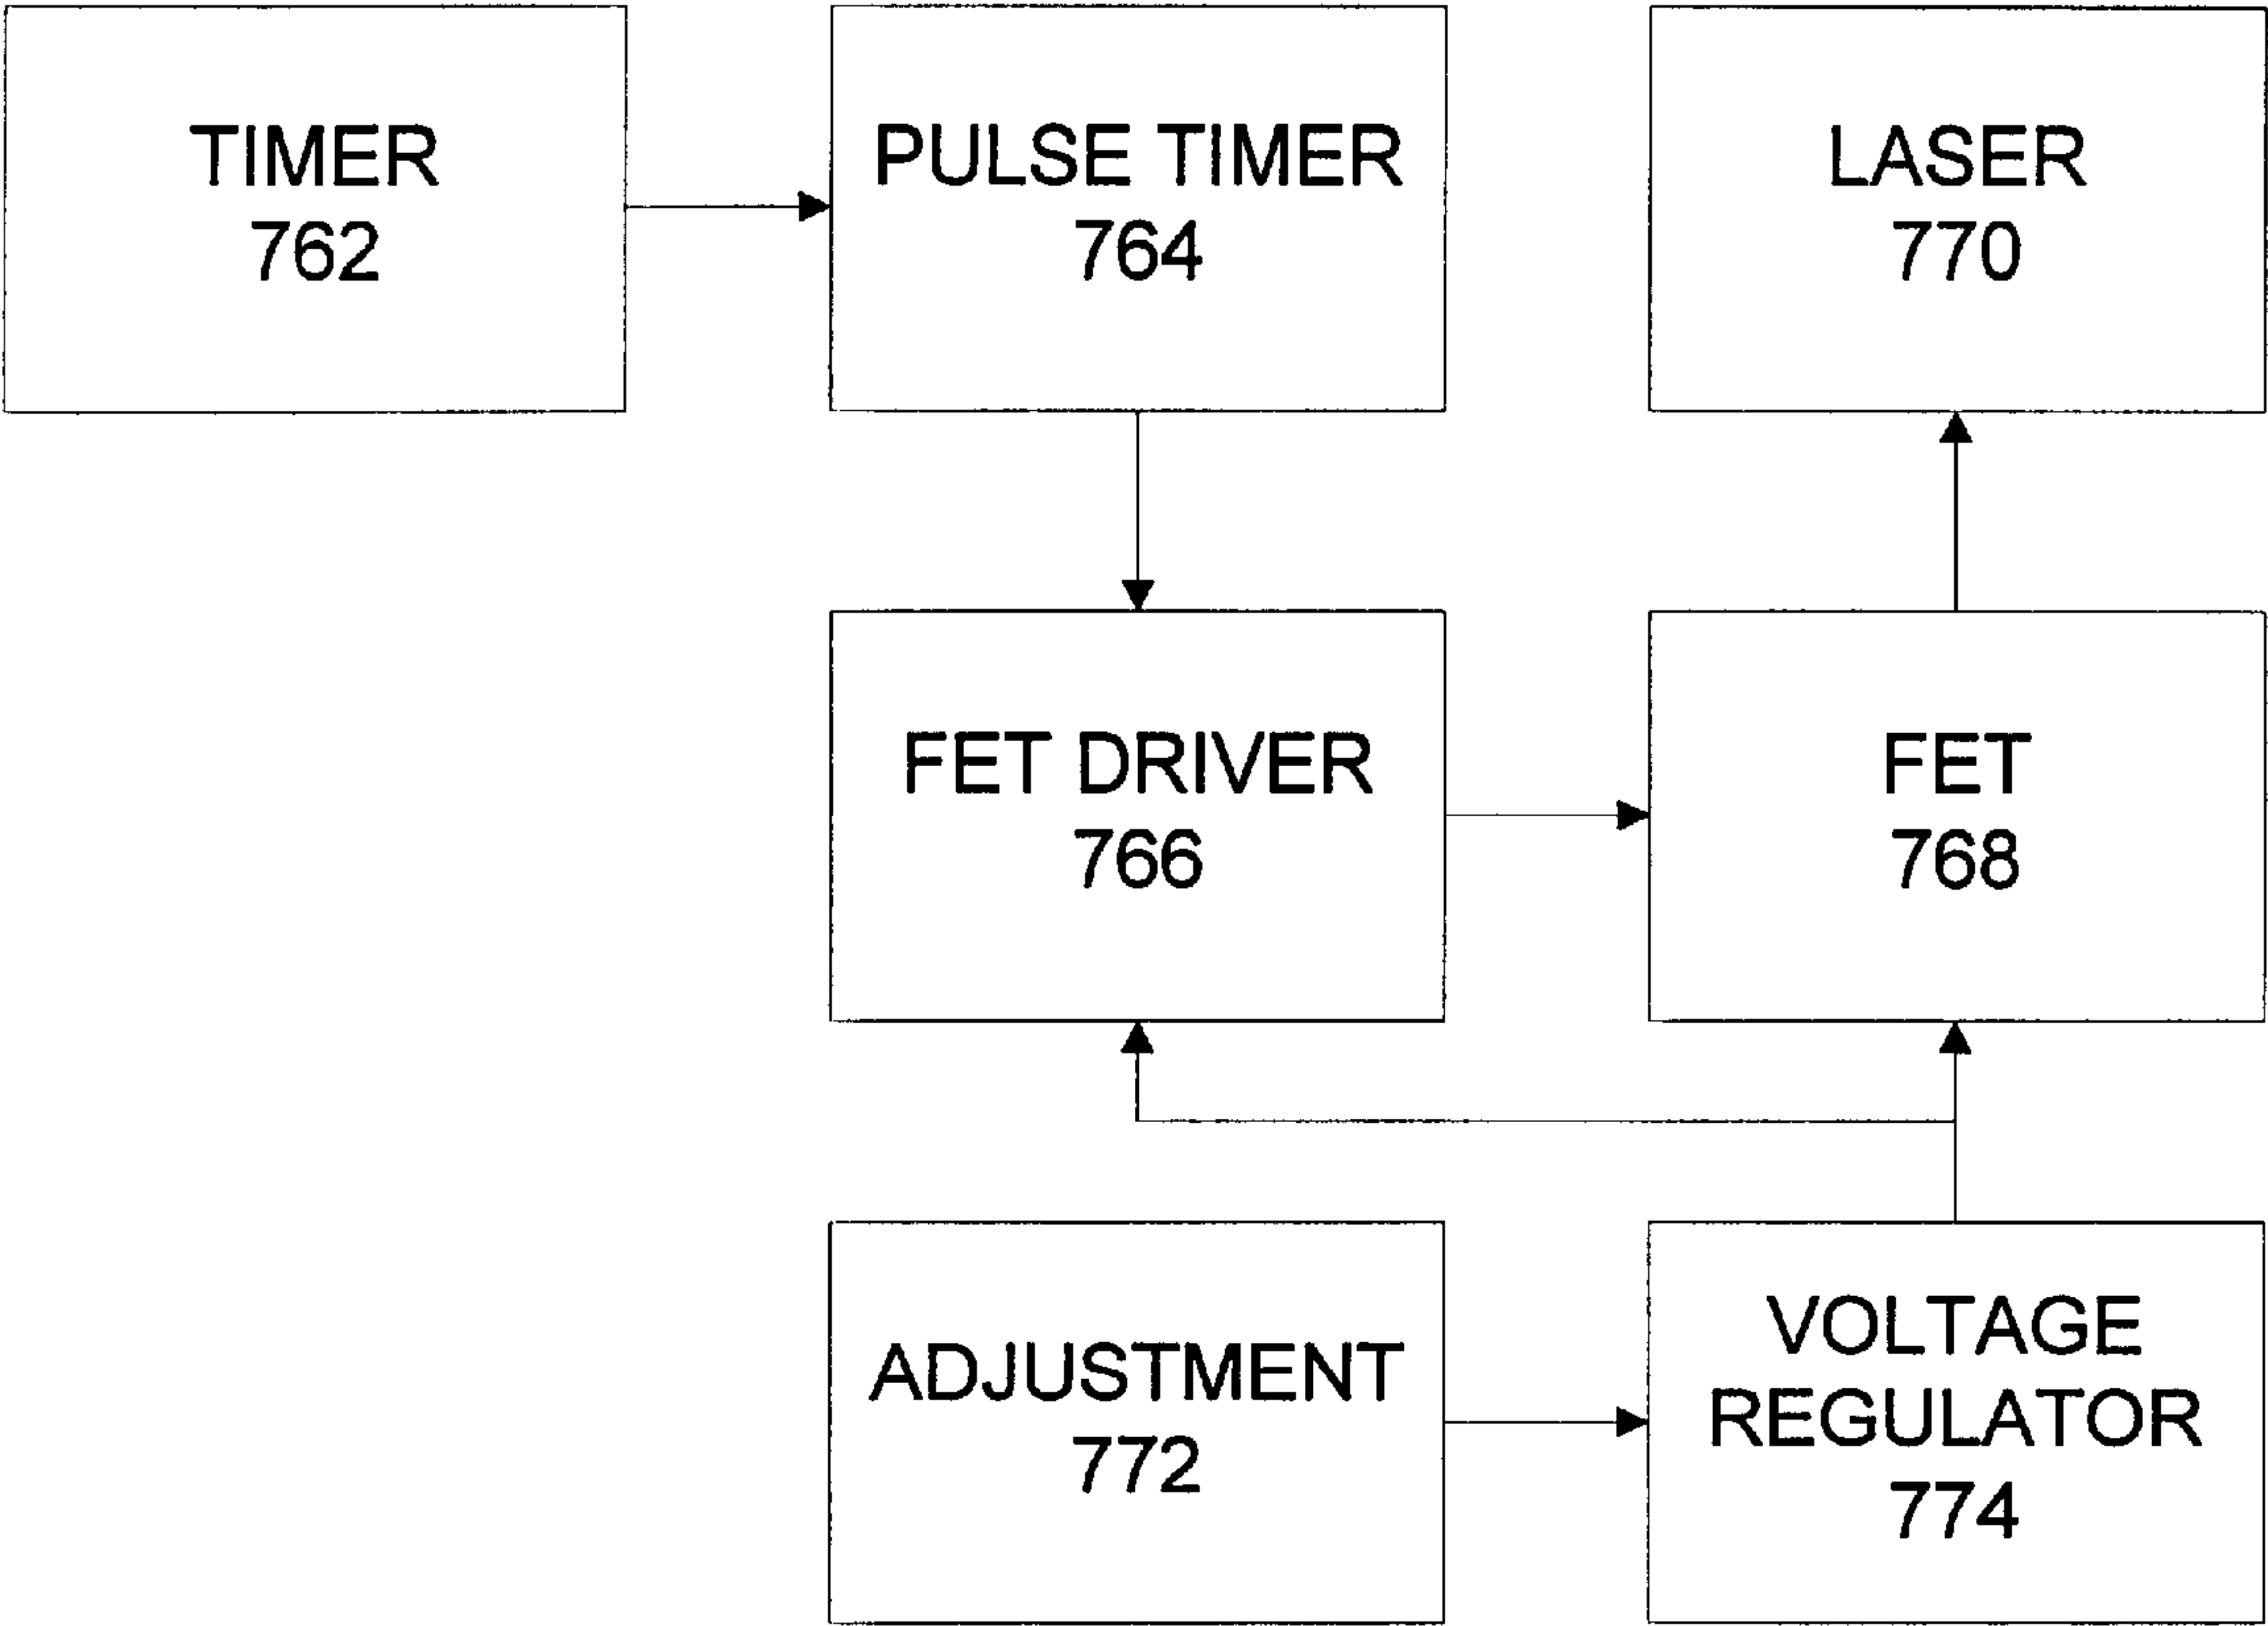 TIMER
762
PULSE TIMER
764
LASER
770
FET DRIVER
766
FET
768
ADJUSTMENT
772
VOLTAGE
REGULATOR
774